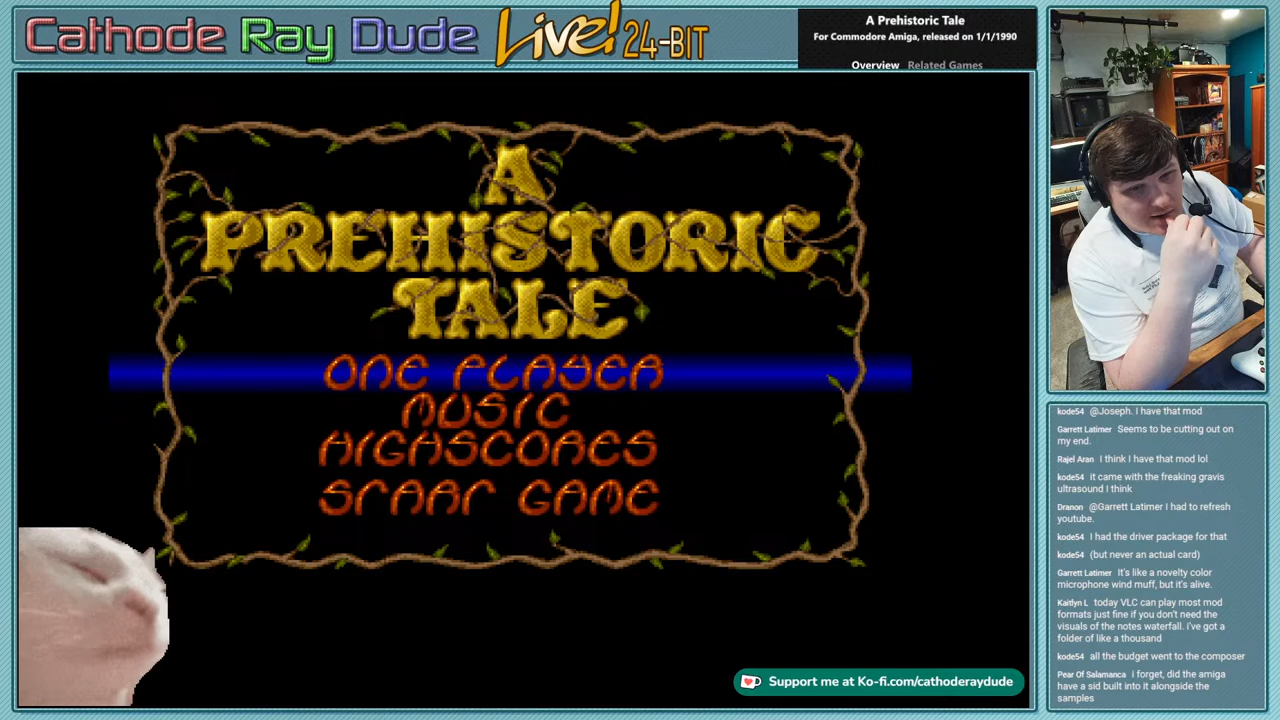 Cathode Ray Dude Live! 24-BIT
A Prehistoric Tale
For Commodore Amiga, released on 1/1/1990
Overview Related Games
A
PREHISTORIC
TALE
ONE PLAYER
MUSIC
HIGHSCORES
START GAME
Support me at Ko-fi.com/cathoderaydude
kode54 @Joseph. I have that mod
Garrett Latimer Seems to be cutting out on
my end.
Rajel Aran I think I have that mod lol
kode54 it came with the freaking gravis
ultrasound I think
Dranon @Garrett Latimer I had to refresh
youtube.
kode54 I had the driver package for that
kode54 (but never an actual card)
Garrett Latimer It's like a novelty color
microphone wind muff, but it's alive.
Kaitlyn L today VLC can play most mod
formats just fine if you don't need the
visuals of the notes waterfall. i've got a
folder of like a thousand
kode54 all the budget went to the composer
Pear Of Salamanca i forget, did the amiga
have a sid built into it alongside the
samples